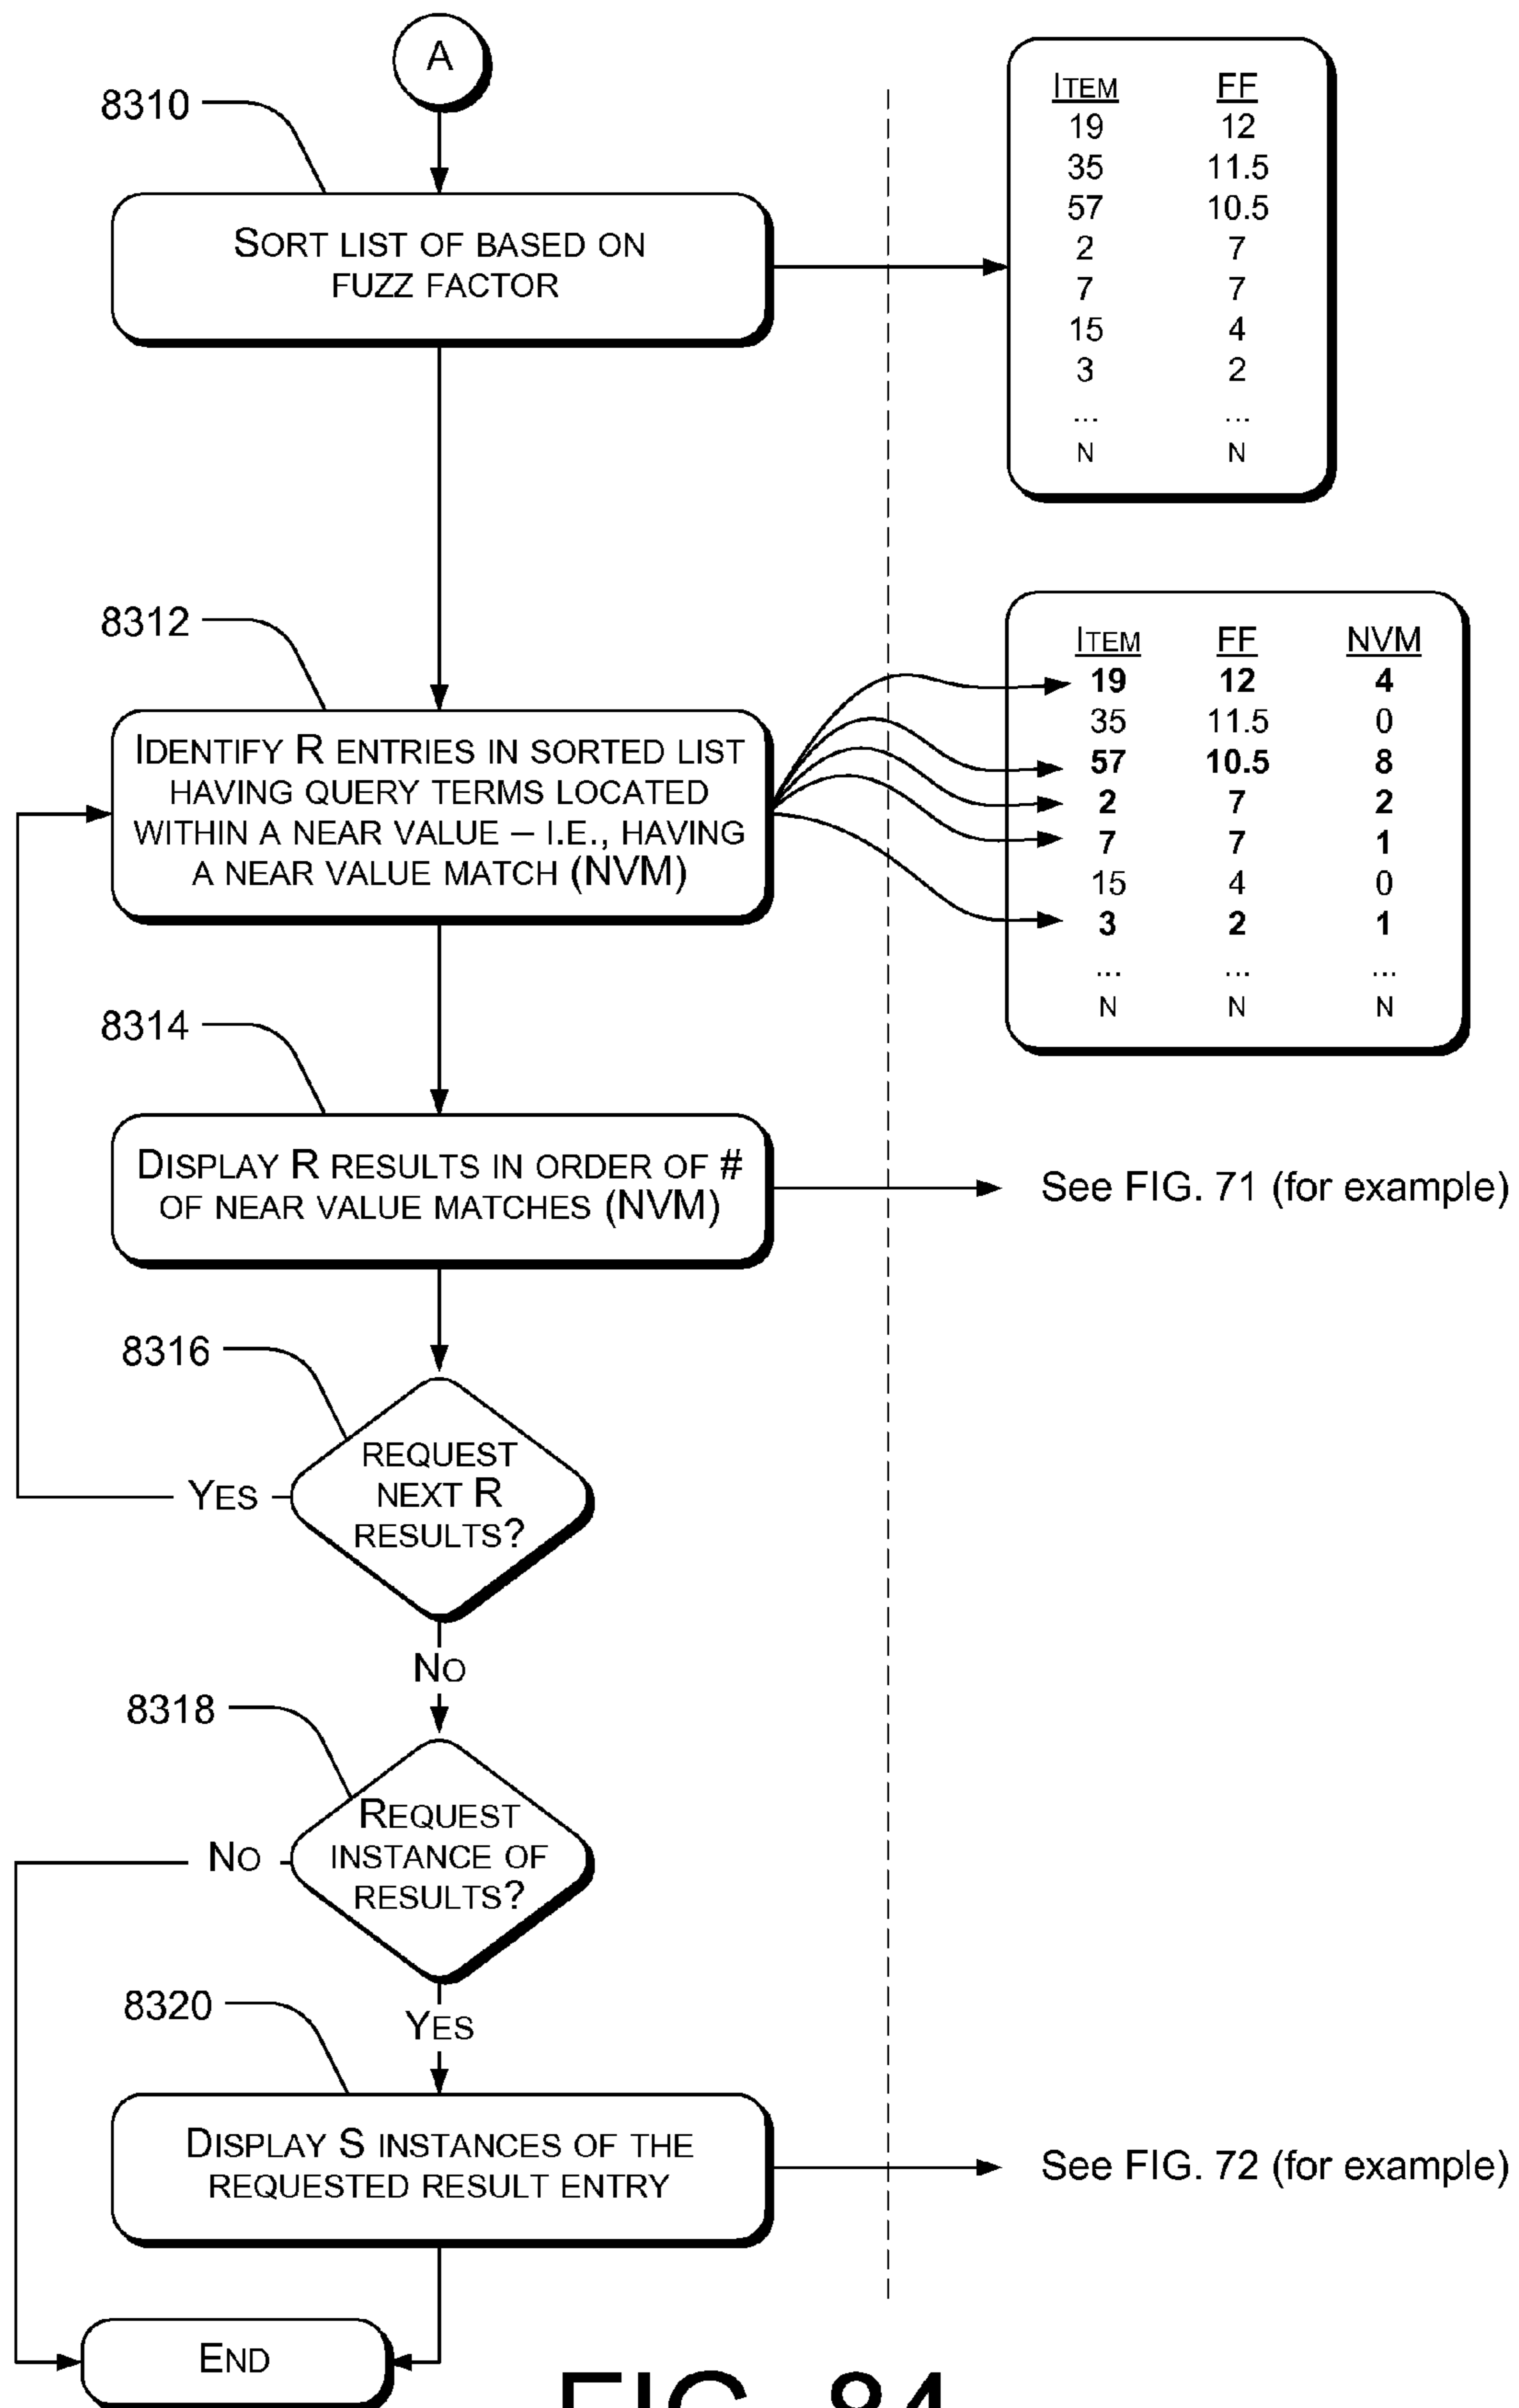 A
8310
SORT LIST OF BASED ON
FUZZ FACTOR
ITEM FF
19 12
35 11.5
57 10.5
2 7
7 7
15 4
3 2
... ...
N N
8312
IDENTIFY R ENTRIES IN SORTED LIST
HAVING QUERY TERMS LOCATED
WITHIN A NEAR VALUE – I.E., HAVING
A NEAR VALUE MATCH (NVM)
ITEM FF NVM
19 12 4
35 11.5 0
57 10.5 8
2 7 2
7 7 1
15 4 0
3 2 1
... ... ...
N N N
8314
DISPLAY R RESULTS IN ORDER OF #
OF NEAR VALUE MATCHES (NVM)
See FIG. 71 (for example)
8316
REQUEST
NEXT R
RESULTS?
YES
NO
8318
REQUEST
INSTANCE OF
RESULTS?
NO
YES
8320
DISPLAY S INSTANCES OF THE
REQUESTED RESULT ENTRY
See FIG. 72 (for example)
END
FIG. 84